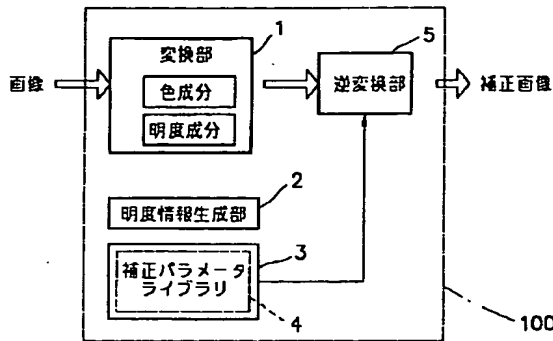 1
変換部
5
画像
色成分
逆変換部
補正画像
明度成分
2
明度情報生成部
3
補正パラメータ
ライブラリ
4
100